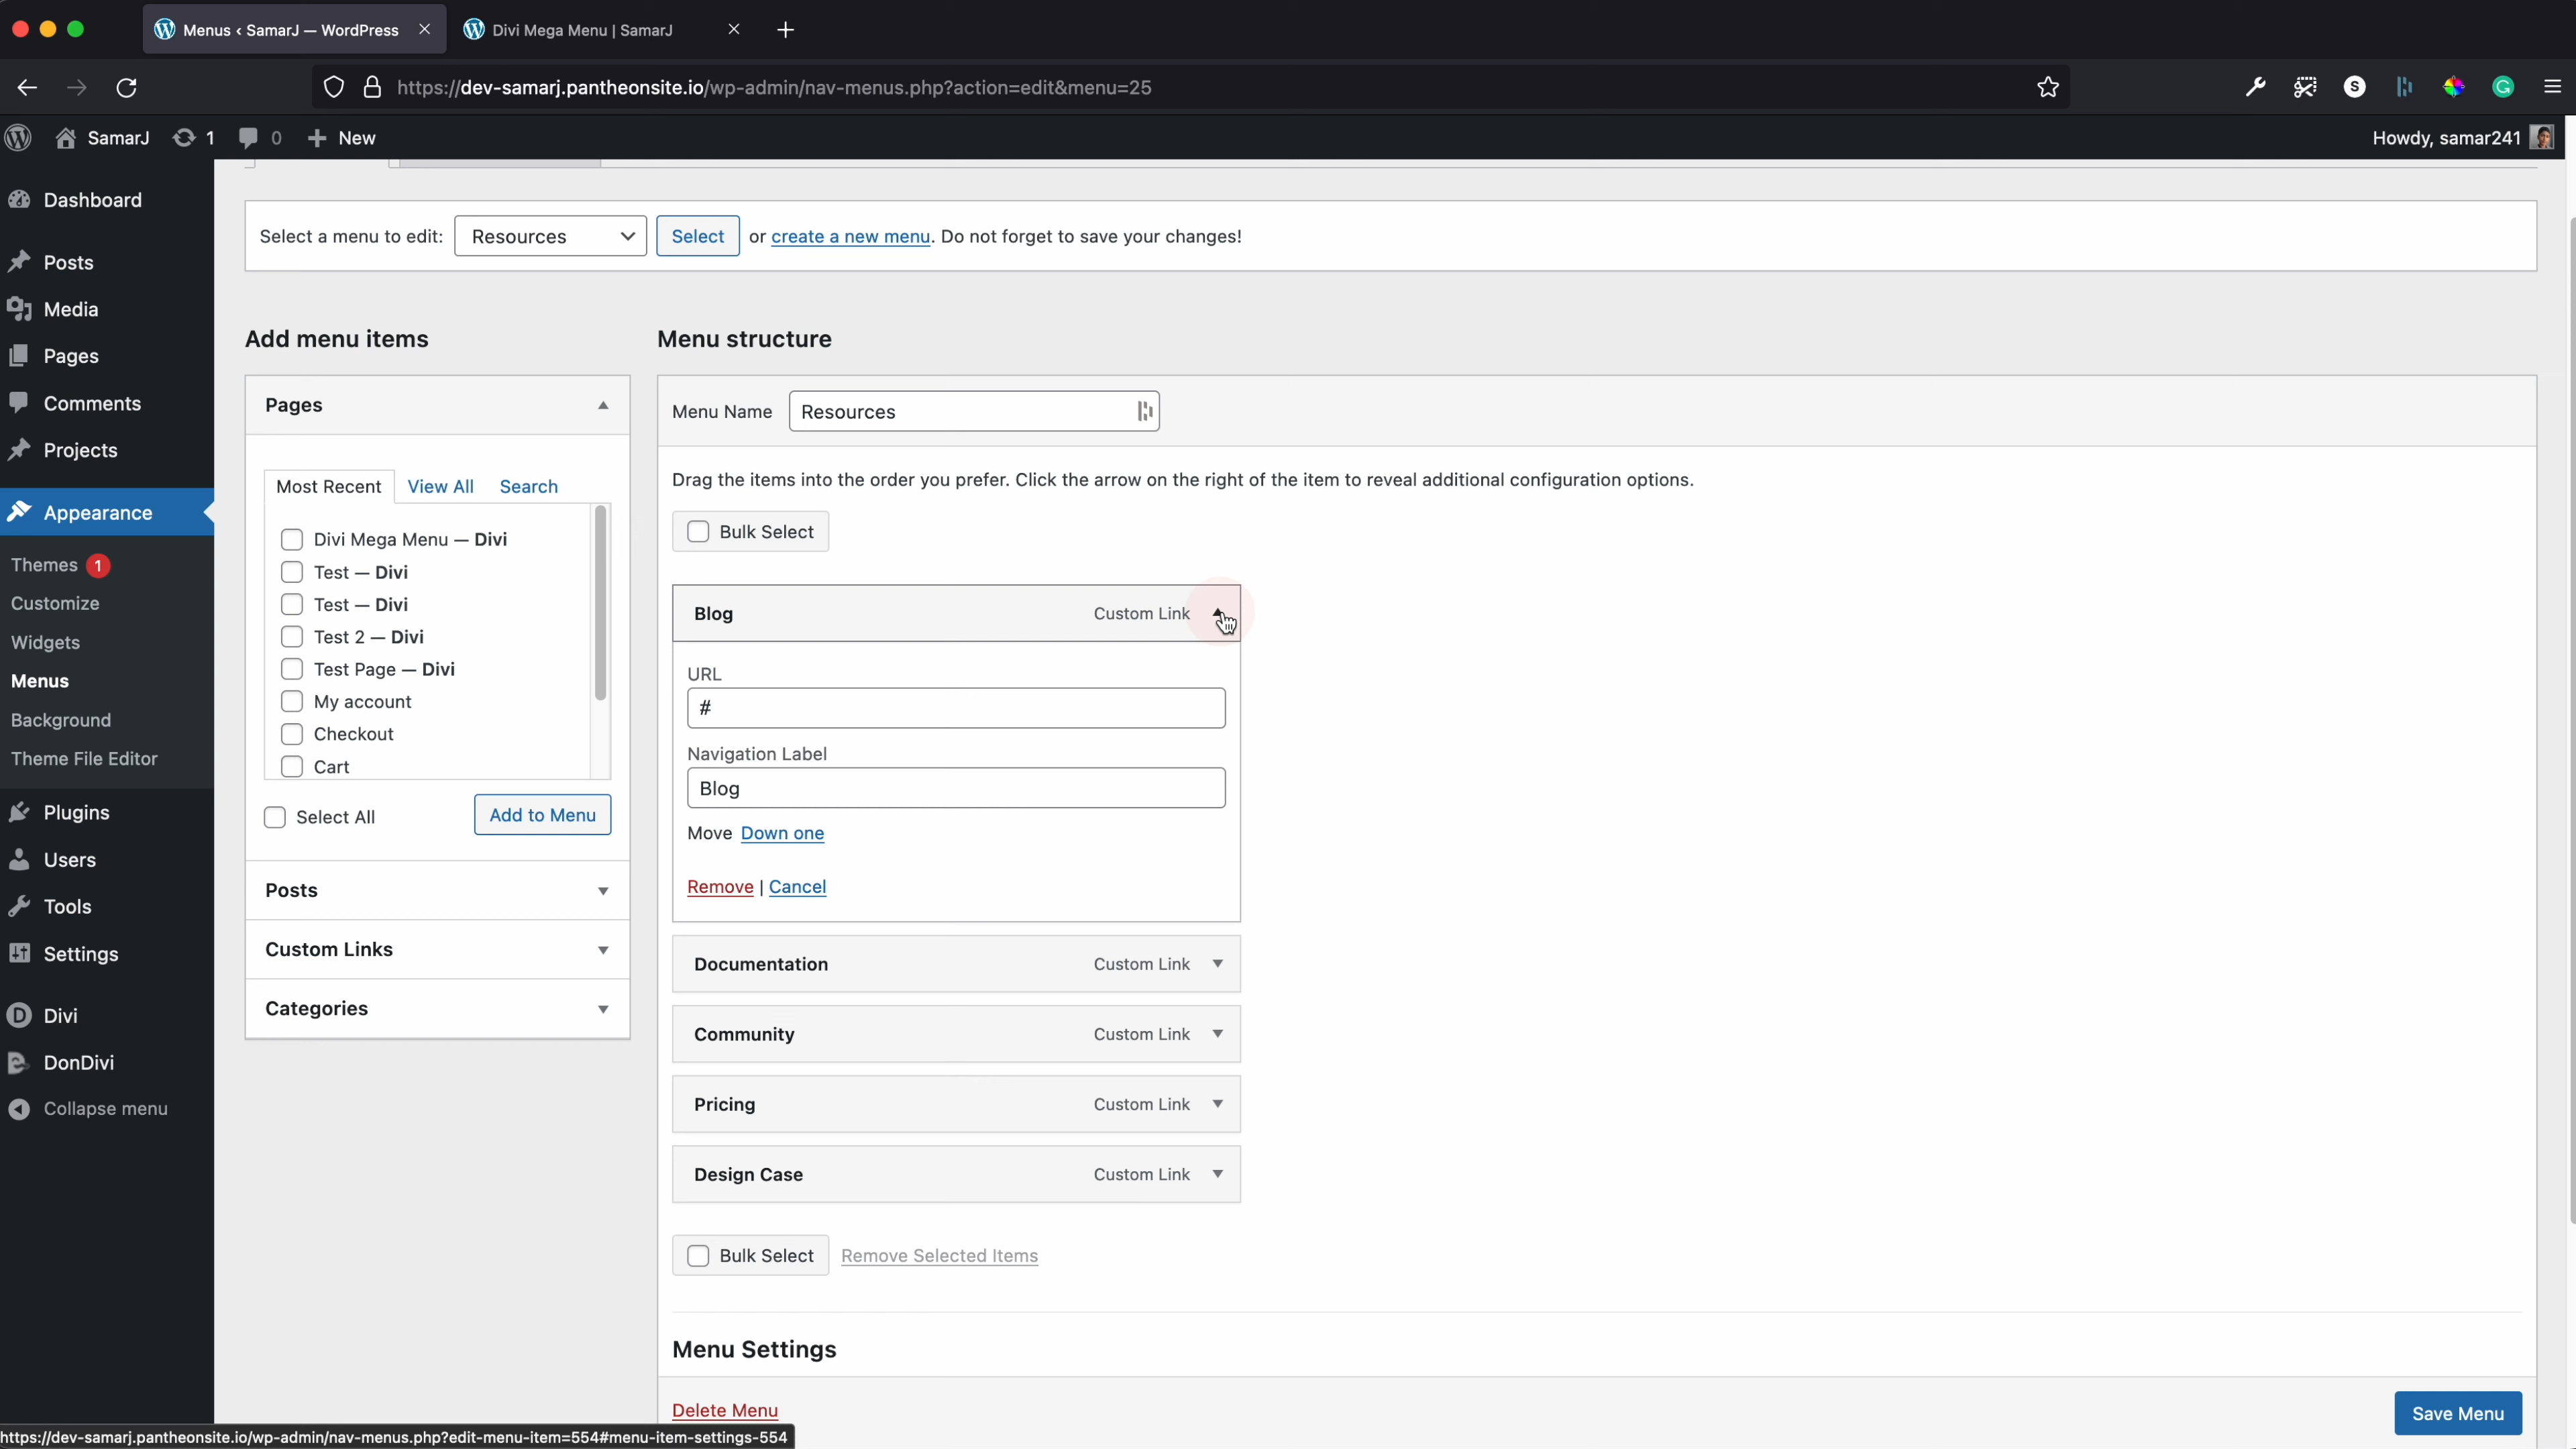 Menus ‹ SamarJ — WordPress
Divi Mega Menu | SamarJ
https://dev-samarj.pantheonsite.io/wp-admin/nav-menus.php?action=edit&menu=25
SamarJ 1 0 New
Howdy, samar241
Dashboard
Posts
Media
Pages
Comments
Projects
Appearance
Themes 1
Customize
Widgets
Menus
Background
Theme File Editor
Plugins
Users
Tools
Settings
Divi
DonDivi
Collapse menu
Select a menu to edit: Resources Select or create a new menu. Do not forget to save your changes!
Add menu items
Pages
Most Recent View All Search
Divi Mega Menu — Divi
Test — Divi
Test — Divi
Test 2 — Divi
Test Page — Divi
My account
Checkout
Cart
Select All Add to Menu
Posts
Custom Links
Categories
Menu structure
Menu Name Resources
Drag the items into the order you prefer. Click the arrow on the right of the item to reveal additional configuration options.
Bulk Select
Blog Custom Link
URL
#
Navigation Label
Blog
Move Down one
Remove | Cancel
Documentation Custom Link
Community Custom Link
Pricing Custom Link
Design Case Custom Link
Bulk Select Remove Selected Items
Menu Settings
Delete Menu
Save Menu
https://dev-samarj.pantheonsite.io/wp-admin/nav-menus.php?edit-menu-item=554#menu-item-settings-554